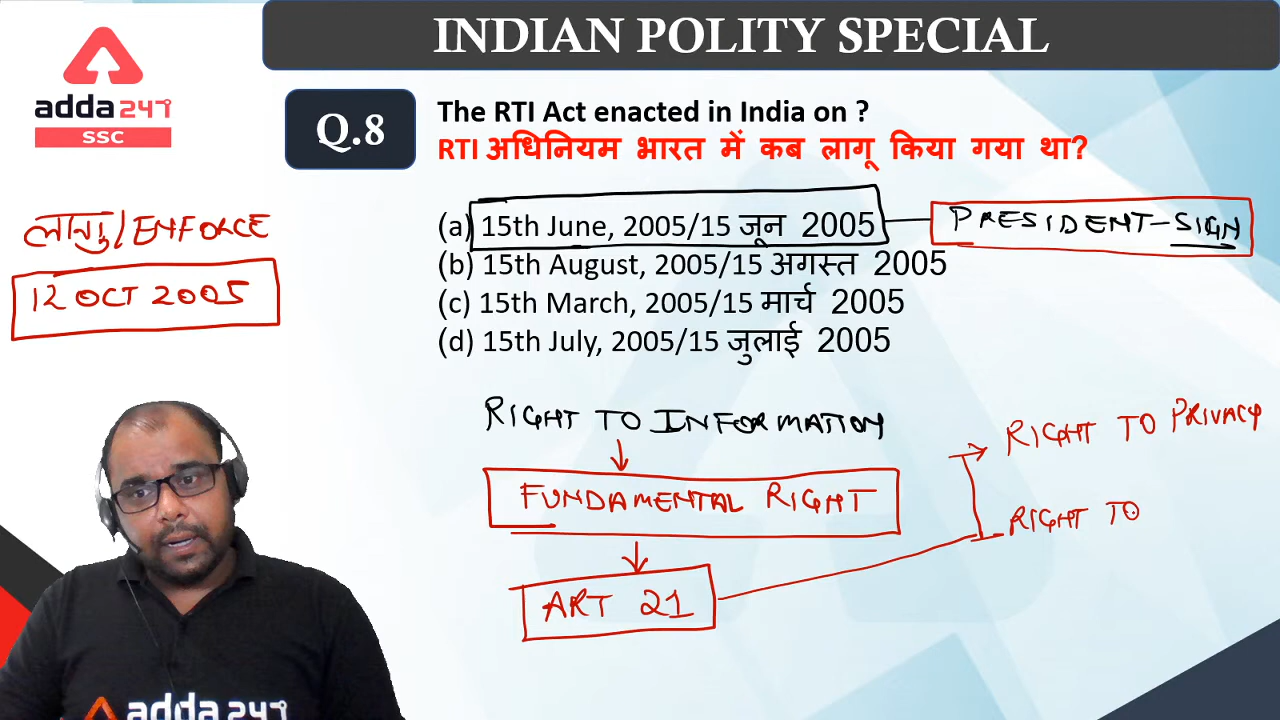 INDIAN POLITY SPECIAL
adda247
SSC
Q.8
The RTI Act enacted in India on ?
RTI अधिनियम भारत में कब लागू किया गया था?
(a) 15th June, 2005/15 जून 2005
PRESIDENT-SIGN
(b) 15th August, 2005/15 अगस्त 2005
(c) 15th March, 2005/15 मार्च 2005
(d) 15th July, 2005/15 जुलाई 2005
लागु/ENFORCE
12 OCT 2005
RIGHT TO INFORMATION
FUNDAMENTAL RIGHT
ART 21
RIGHT TO PRIVACY
RIGHT TO
adda247